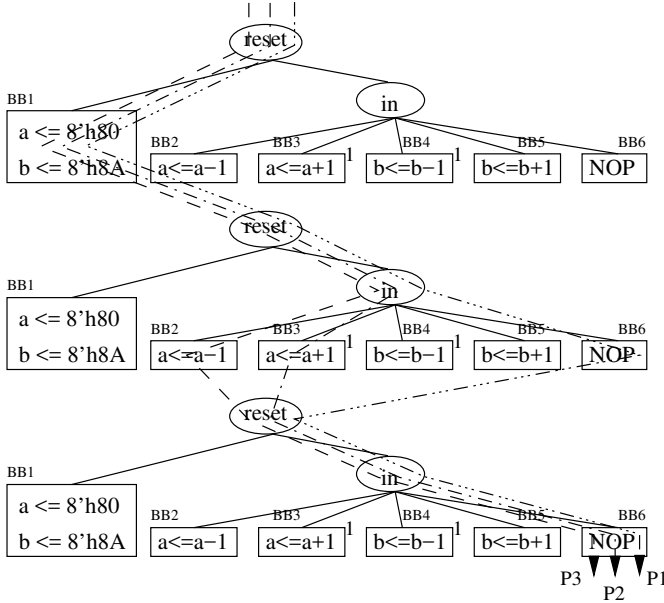 reset
BB1
in
a <= 8'h80
b <= 8'h8A
BB2 BB3 BB4 BB5 BB6
a<=a−1 a<=a+1 1 b<=b−1 1 b<=b+1 NOP
reset
BB1
in
a <= 8'h80
b <= 8'h8A
BB2 BB3 BB4 BB5 BB6
a<=a−1 a<=a+1 1 b<=b−1 1 b<=b+1 NOP
reset
BB1
in
a <= 8'h80
b <= 8'h8A
BB2 BB3 BB4 BB5 BB6
a<=a−1 a<=a+1 1 b<=b−1 1 b<=b+1 NOP
P3 P2 P1